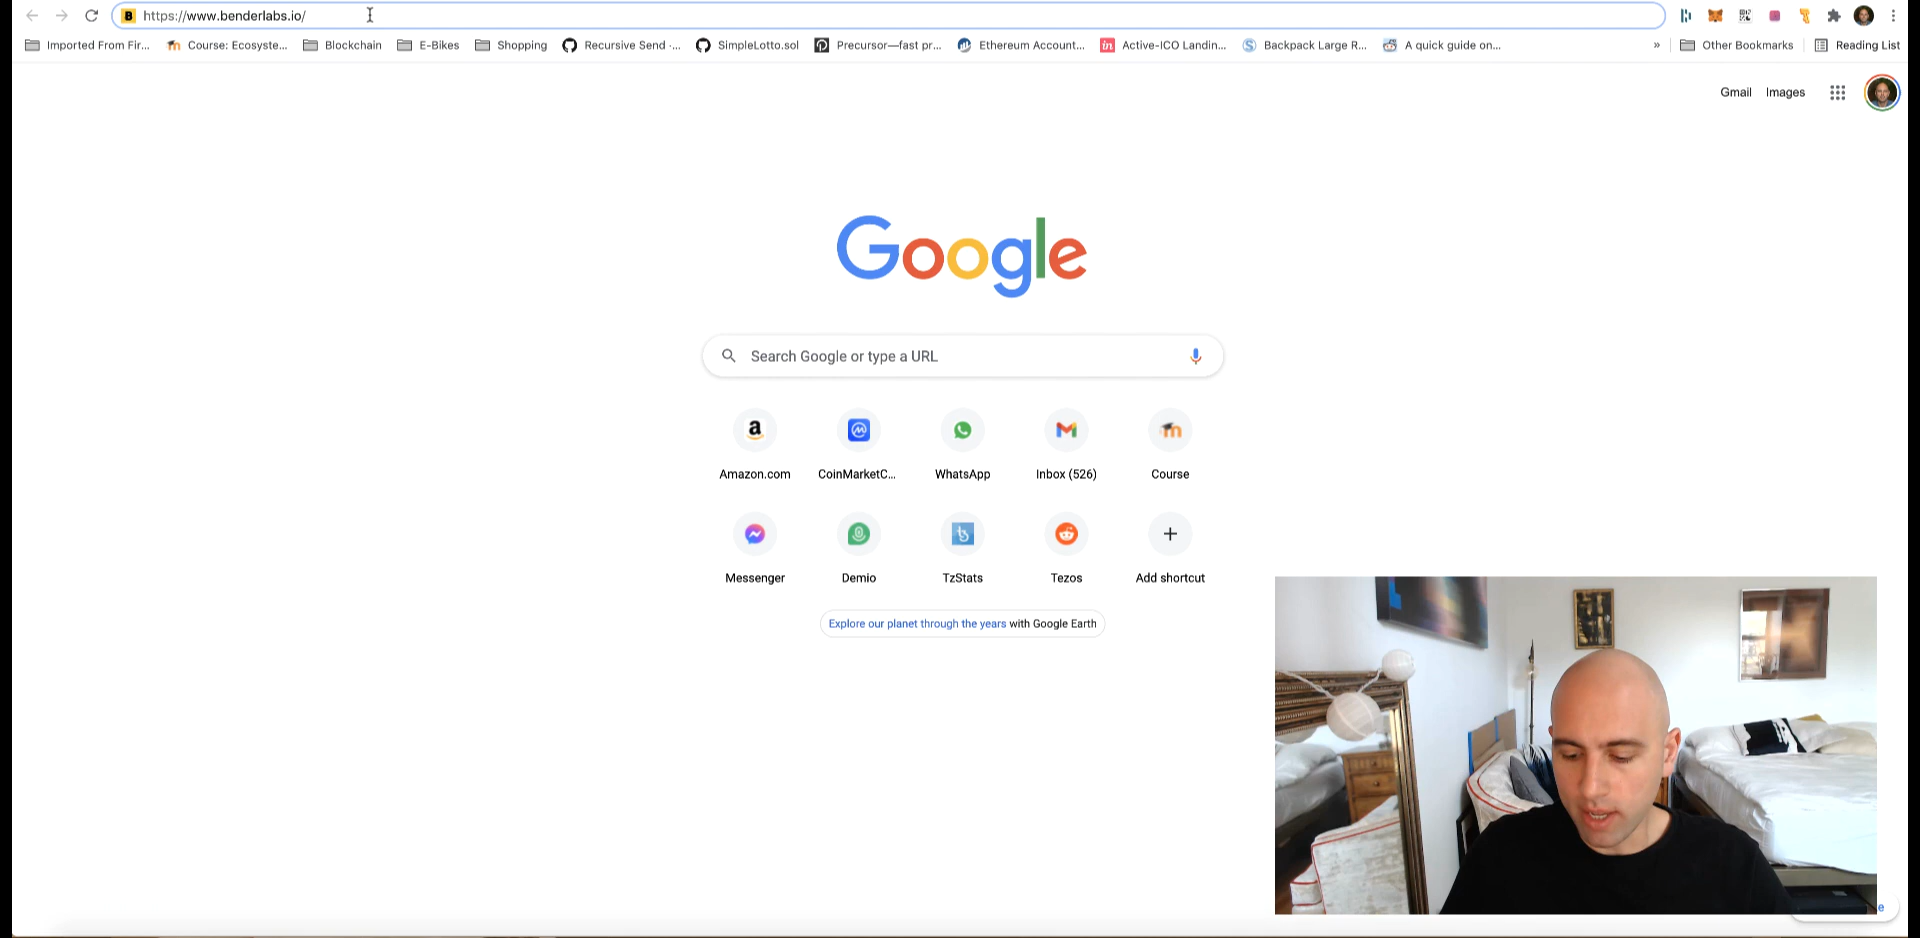 https://www.benderlabs.io/
Imported From Fir... Course: Ecosyste... Blockchain E-Bikes Shopping Recursive Send ·... SimpleLotto.sol Precursor—fast pr... Ethereum Account... Active-ICO Landin... Backpack Large R... A quick guide on... » Other Bookmarks Reading List
Gmail Images
Google
Search Google or type a URL
Amazon.com CoinMarketC... WhatsApp Inbox (526) Course
Messenger Demio TzStats Tezos Add shortcut
Explore our planet through the years with Google Earth